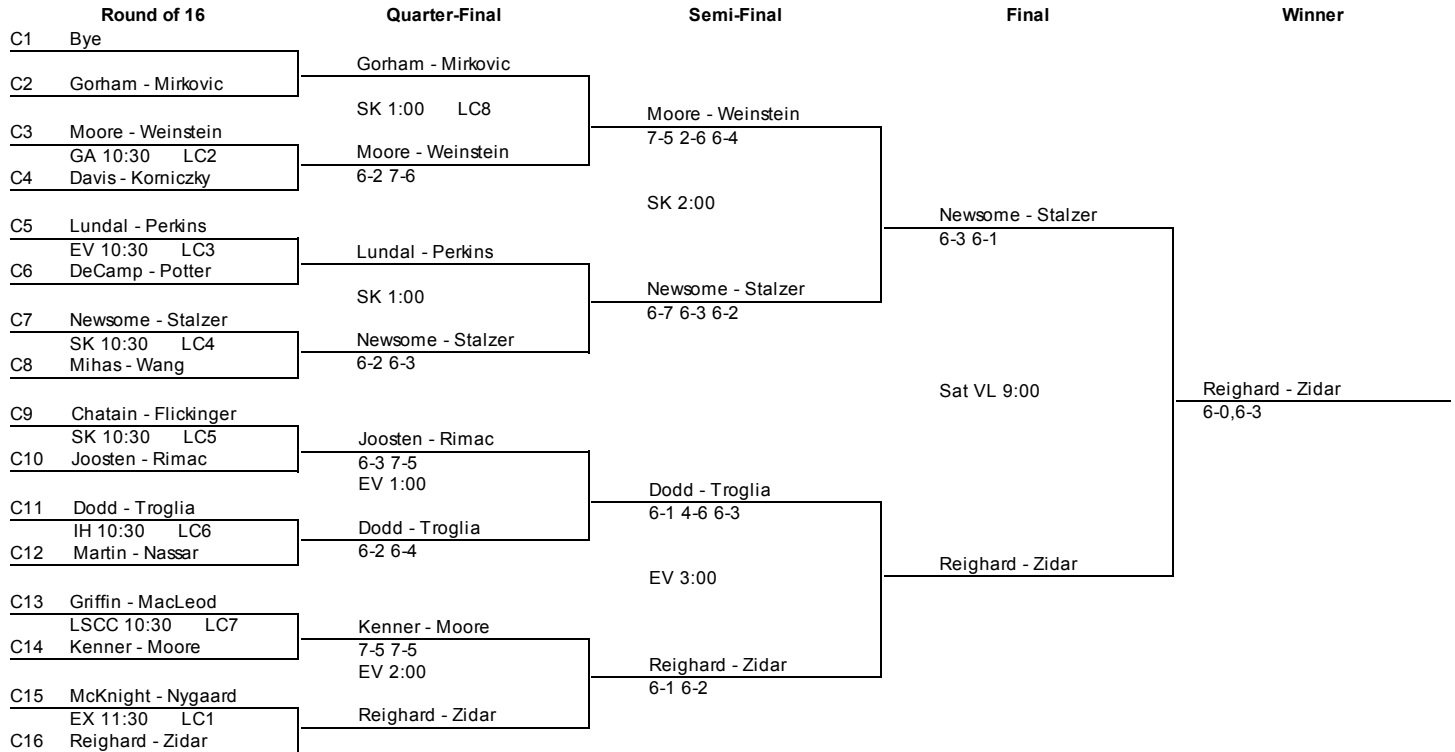 Round of 16 Quarter-Final Semi-Final Final Winner
C1 Bye
Gorham - Mirkovic
C2 Gorham - Mirkovic
SK 1:00 LC8
Moore - Weinstein
C3 Moore - Weinstein
7-5 2-6 6-4
GA 10:30 LC2
Moore - Weinstein
C4 Davis - Korniczky
6-2 7-6
SK 2:00
Newsome - Stalzer
C5 Lundal - Perkins
6-3 6-1
EV 10:30 LC3
Lundal - Perkins
C6 DeCamp - Potter
SK 1:00
Newsome - Stalzer
6-7 6-3 6-2
C7 Newsome - Stalzer
SK 10:30 LC4
Newsome - Stalzer
C8 Mihas - Wang
6-2 6-3
Sat VL 9:00
Reighard - Zidar
6-0,6-3
C9 Chatain - Flickinger
SK 10:30 LC5
Joosten - Rimac
C10 Joosten - Rimac
6-3 7-5
EV 1:00
Dodd - Troglia
6-1 4-6 6-3
C11 Dodd - Troglia
IH 10:30 LC6
Dodd - Troglia
C12 Martin - Nassar
6-2 6-4
Reighard - Zidar
EV 3:00
C13 Griffin - MacLeod
LSCC 10:30 LC7
Kenner - Moore
C14 Kenner - Moore
7-5 7-5
EV 2:00
Reighard - Zidar
6-1 6-2
C15 McKnight - Nygaard
EX 11:30 LC1
Reighard - Zidar
C16 Reighard - Zidar